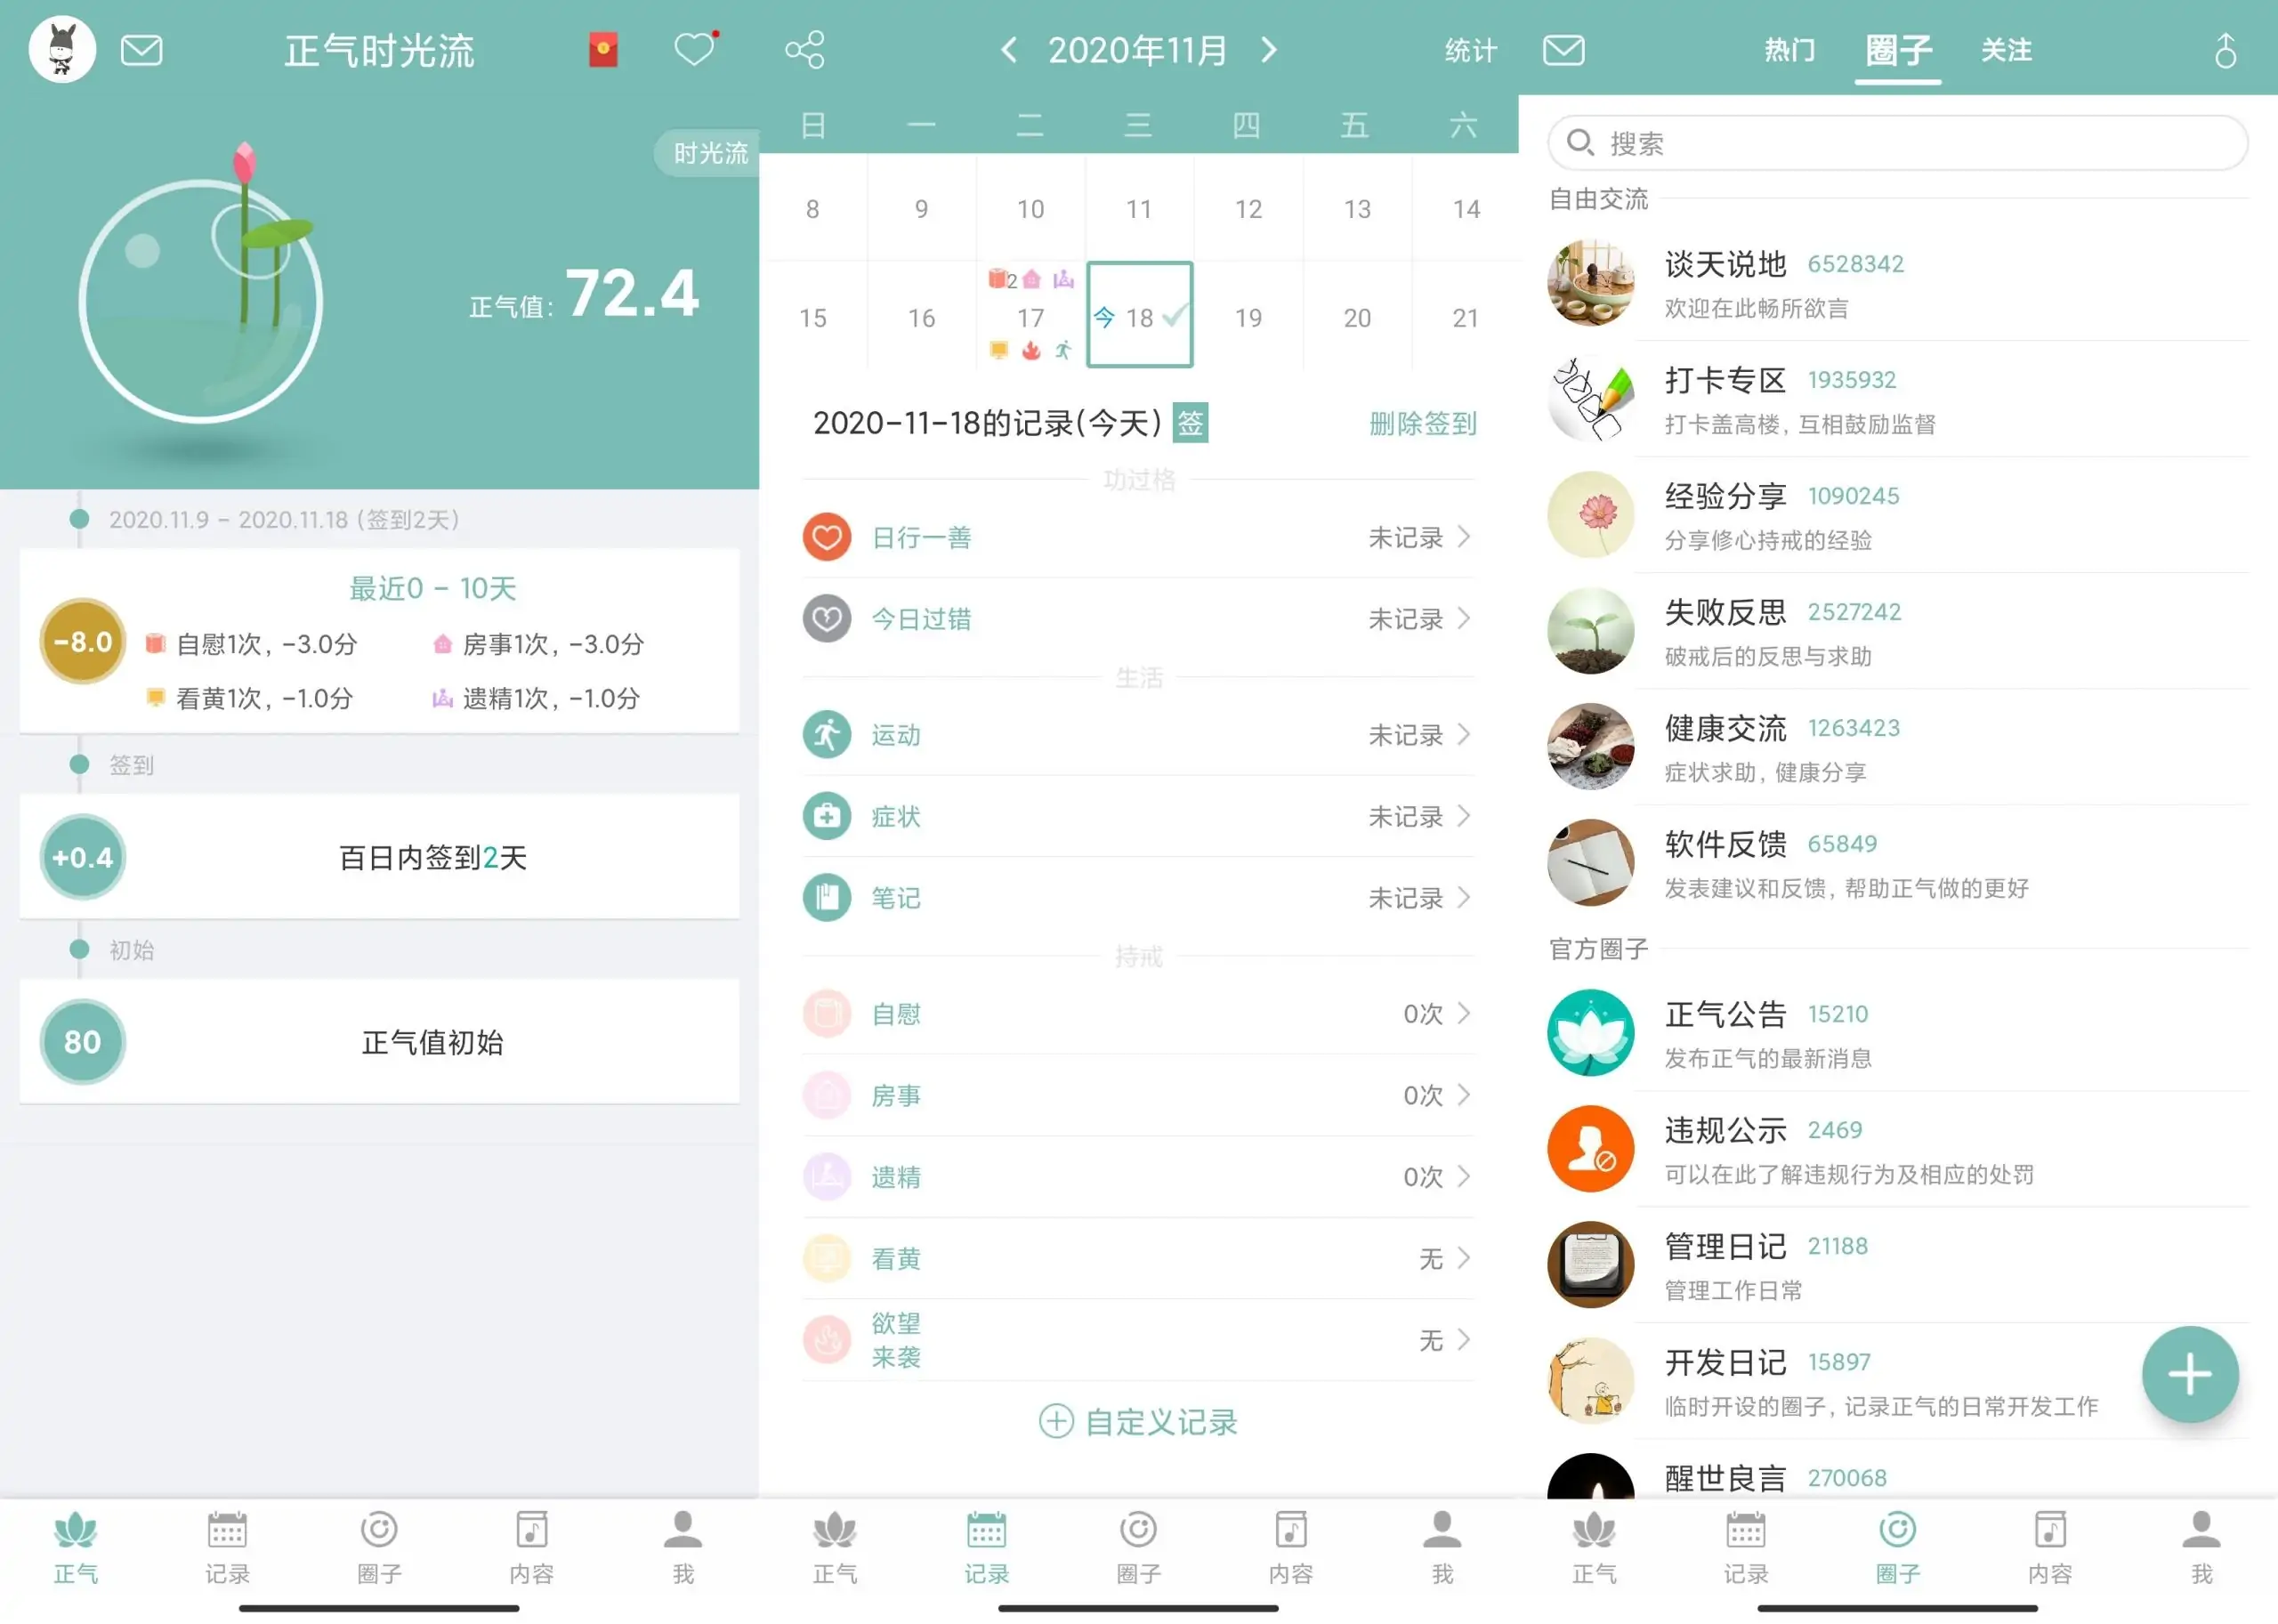 正气时光流
时光流
正气值: 72.4
2020.11.9 - 2020.11.18 (签到2天)
最近0 - 10天
-8.0
自慰1次, -3.0分
房事1次, -3.0分
看黄1次, -1.0分
遗精1次, -1.0分
签到
+0.4
百日内签到2天
初始
80
正气值初始
正气
记录
圈子
内容
我
2020年11月
统计
日 一 二 三 四 五 六
8 9 10 11 12 13 14
2
15 16 17 今 18 19 20 21
2020-11-18的记录(今天) 签
删除签到
功过格
日行一善 未记录
今日过错 未记录
生活
运动 未记录
症状 未记录
笔记 未记录
持戒
自慰 0次
房事 0次
遗精 0次
看黄 无
欲望
来袭
无
自定义记录
正气
记录
圈子
内容
我
热门
圈子
关注
搜索
自由交流
谈天说地 6528342
欢迎在此畅所欲言
打卡专区 1935932
打卡盖高楼, 互相鼓励监督
经验分享 1090245
分享修心持戒的经验
失败反思 2527242
破戒后的反思与求助
健康交流 1263423
症状求助, 健康分享
软件反馈 65849
发表建议和反馈, 帮助正气做的更好
官方圈子
正气公告 15210
发布正气的最新消息
违规公示 2469
可以在此了解违规行为及相应的处罚
管理日记 21188
管理工作日常
开发日记 15897
临时开设的圈子, 记录正气的日常开发工作
醒世良言 270068
正气
记录
圈子
内容
我